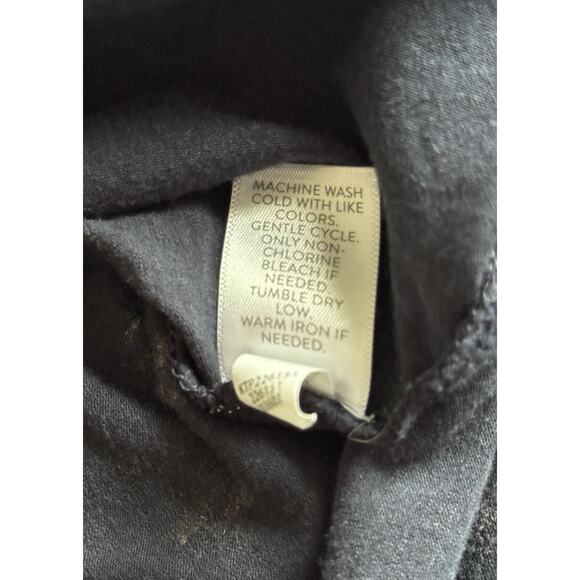 MACHINE WASH
COLD WITH LIKE
COLORS.
GENTLE CYCLE.
ONLY NON-
CHLORINE
BLEACH IF
NEEDED.
TUMBLE DRY
LOW.
WARM IRON IF
NEEDED.